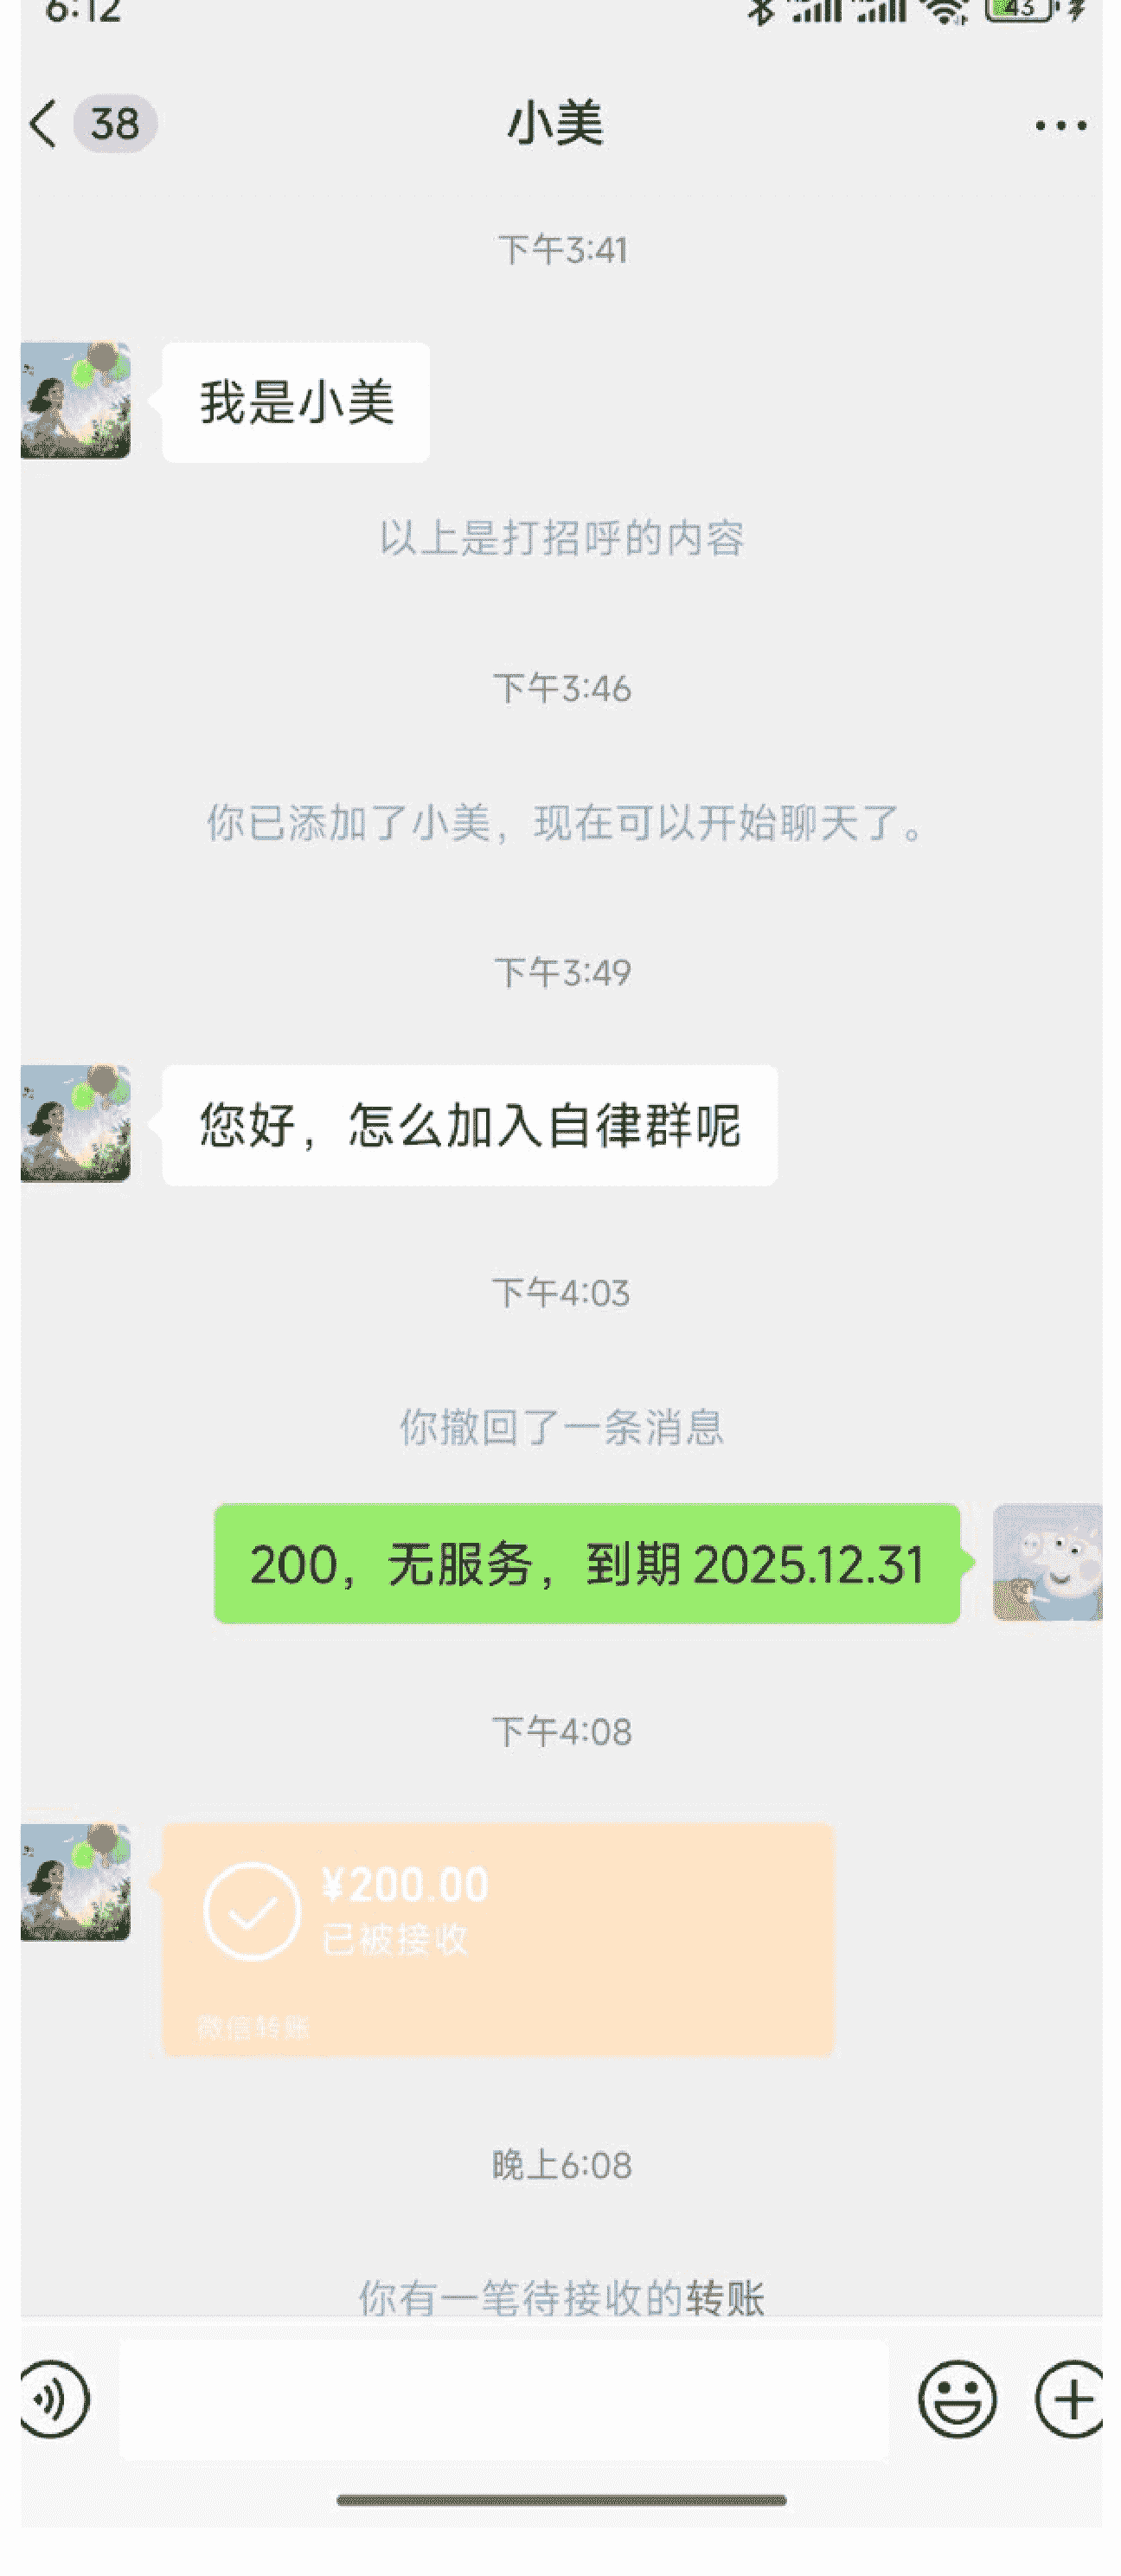 6:12
43
38
小美
下午3:41
我是小美
以上是打招呼的内容
下午3:46
你已添加了小美，现在可以开始聊天了。
下午3:49
您好，怎么加入自律群呢
下午4:03
你撤回了一条消息
200，无服务，到期 2025.12.31
下午4:08
¥200.00
已被接收
微信转账
晚上6:08
你有一笔待接收的转账